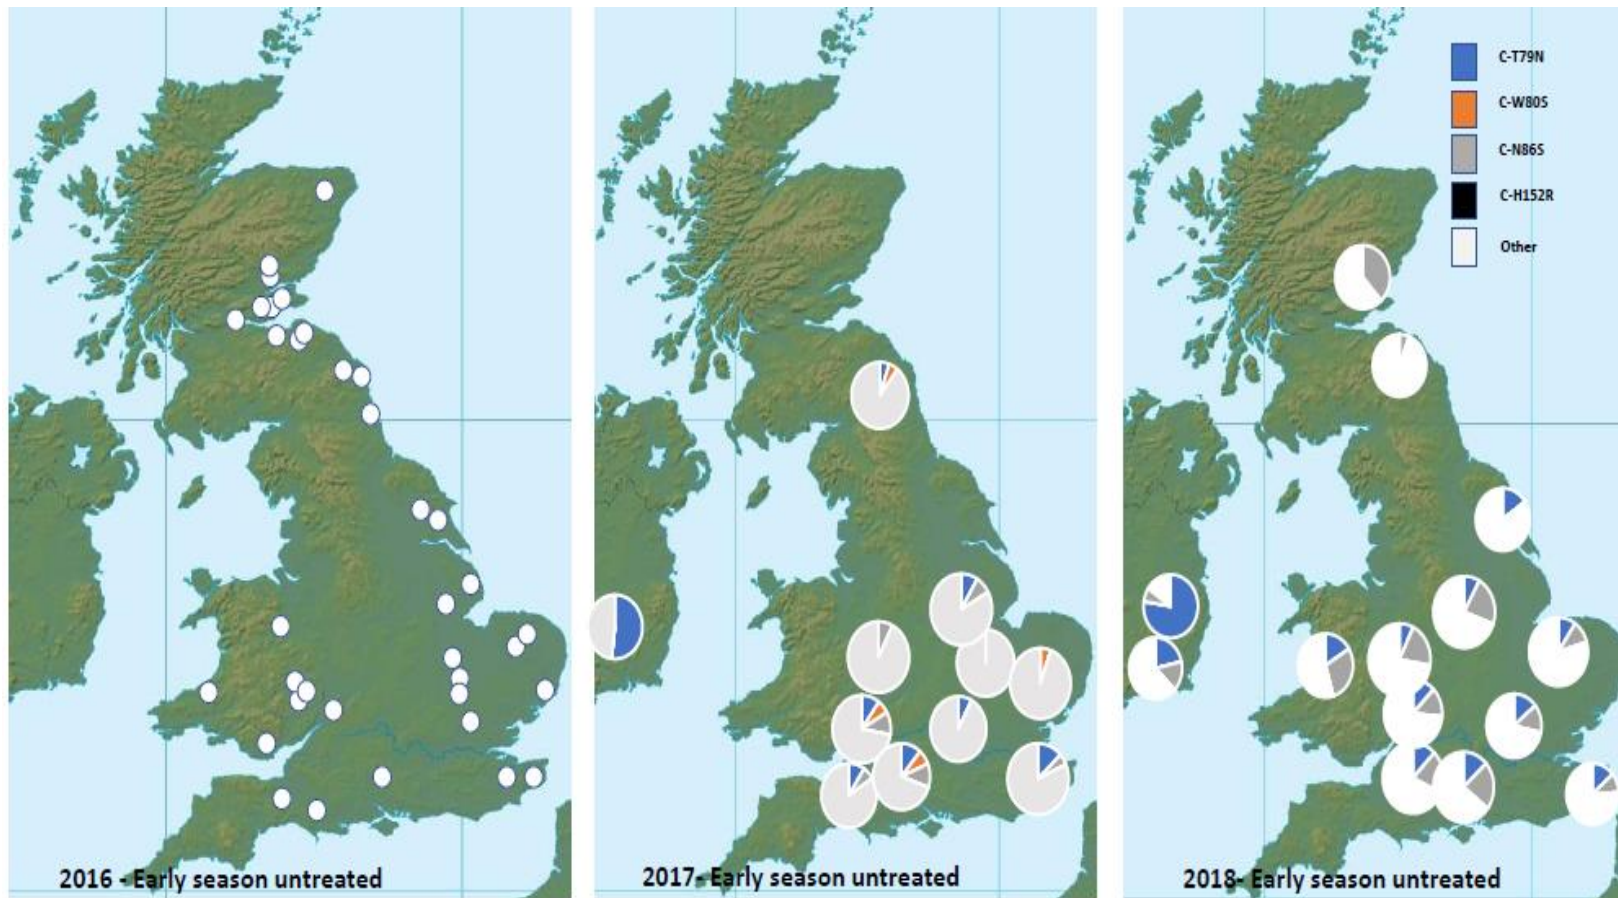 C-T79N
C-W80S
C-N86S
C-H152R
Other
2016 - Early season untreated
2017- Early season untreated
2018- Early season untreated